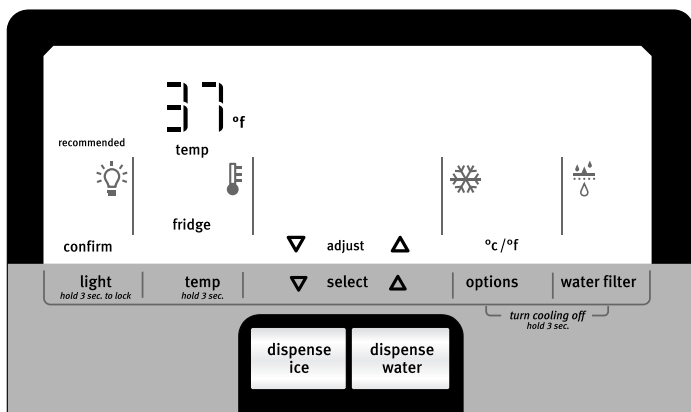 37 °f
recommended
temp
fridge
confirm
adjust
°c/°f
light
hold 3 sec. to lock
temp
hold 3 sec.
select
options
water filter
turn cooling off
hold 3 sec.
dispense
ice
dispense
water